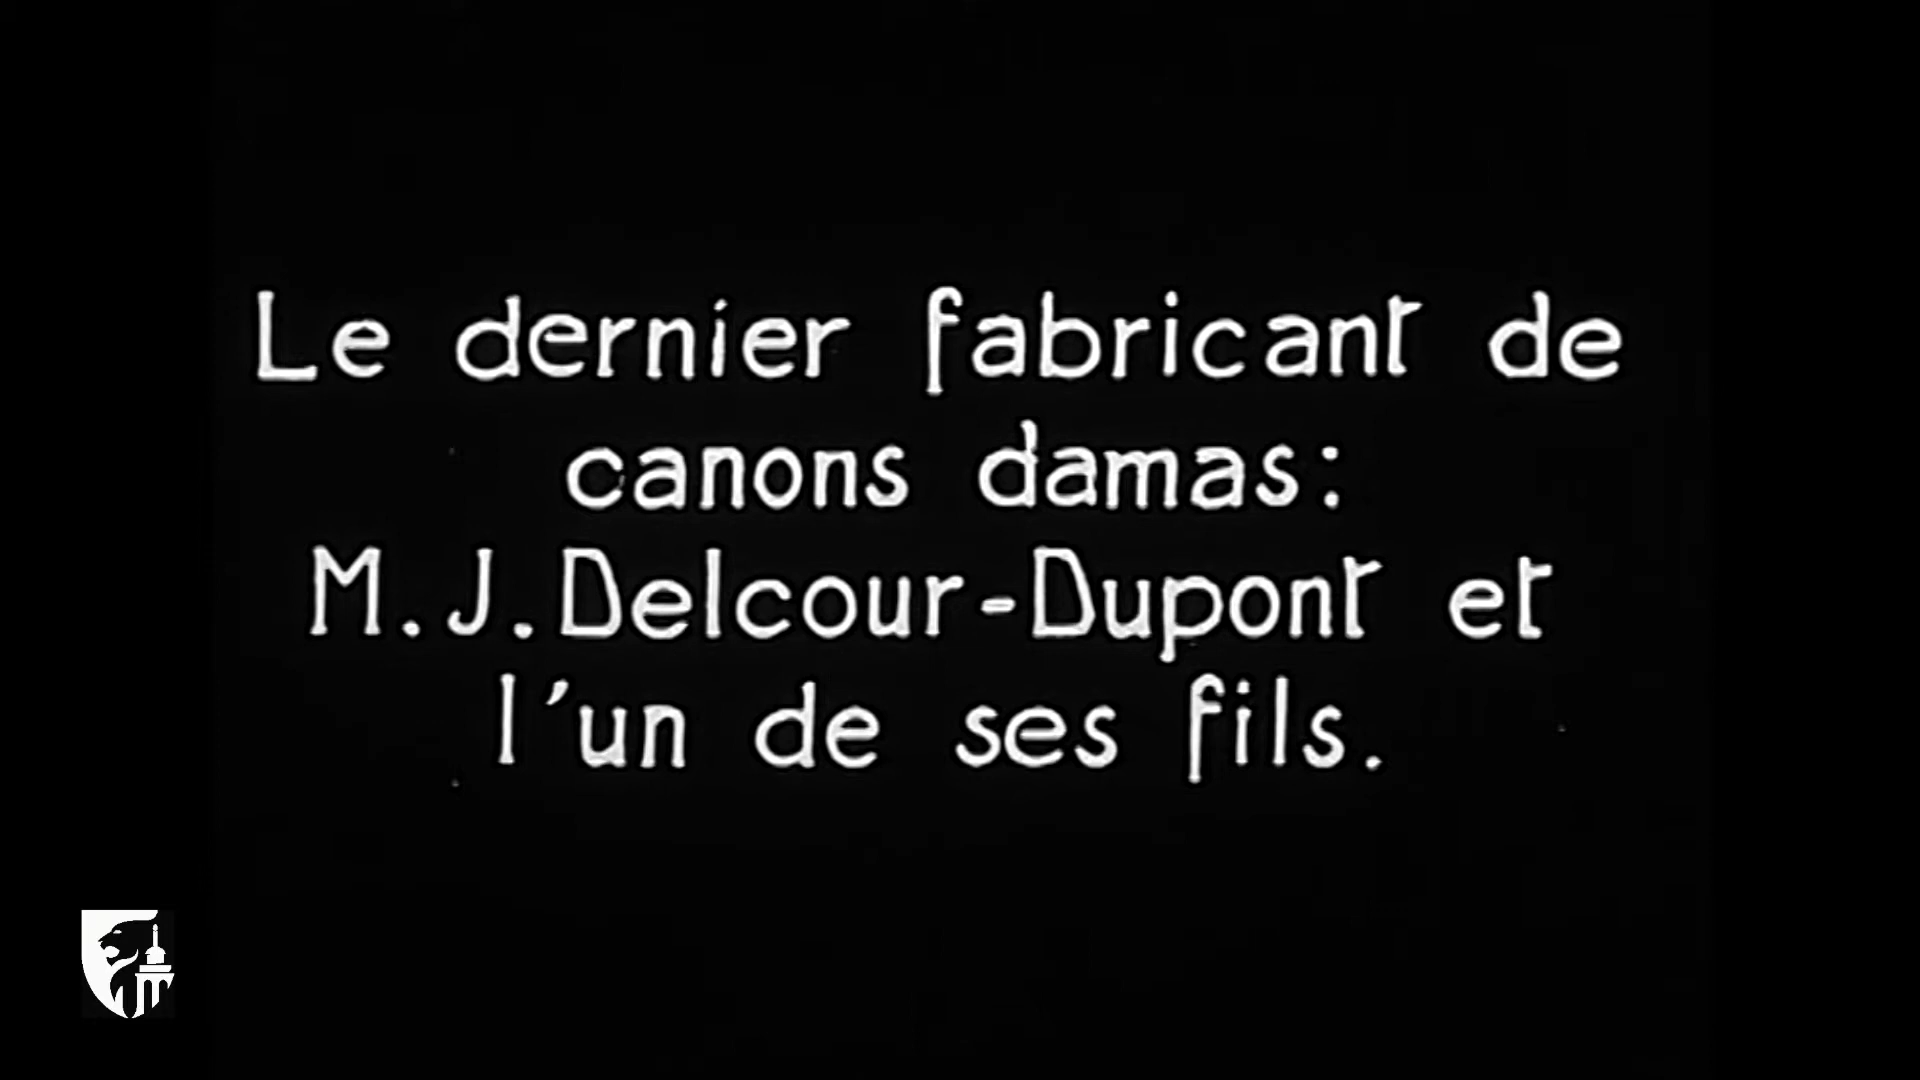 Le dernier fabricant de
canons damas:
M.J.Delcour-Dupont et
l'un de ses fils.